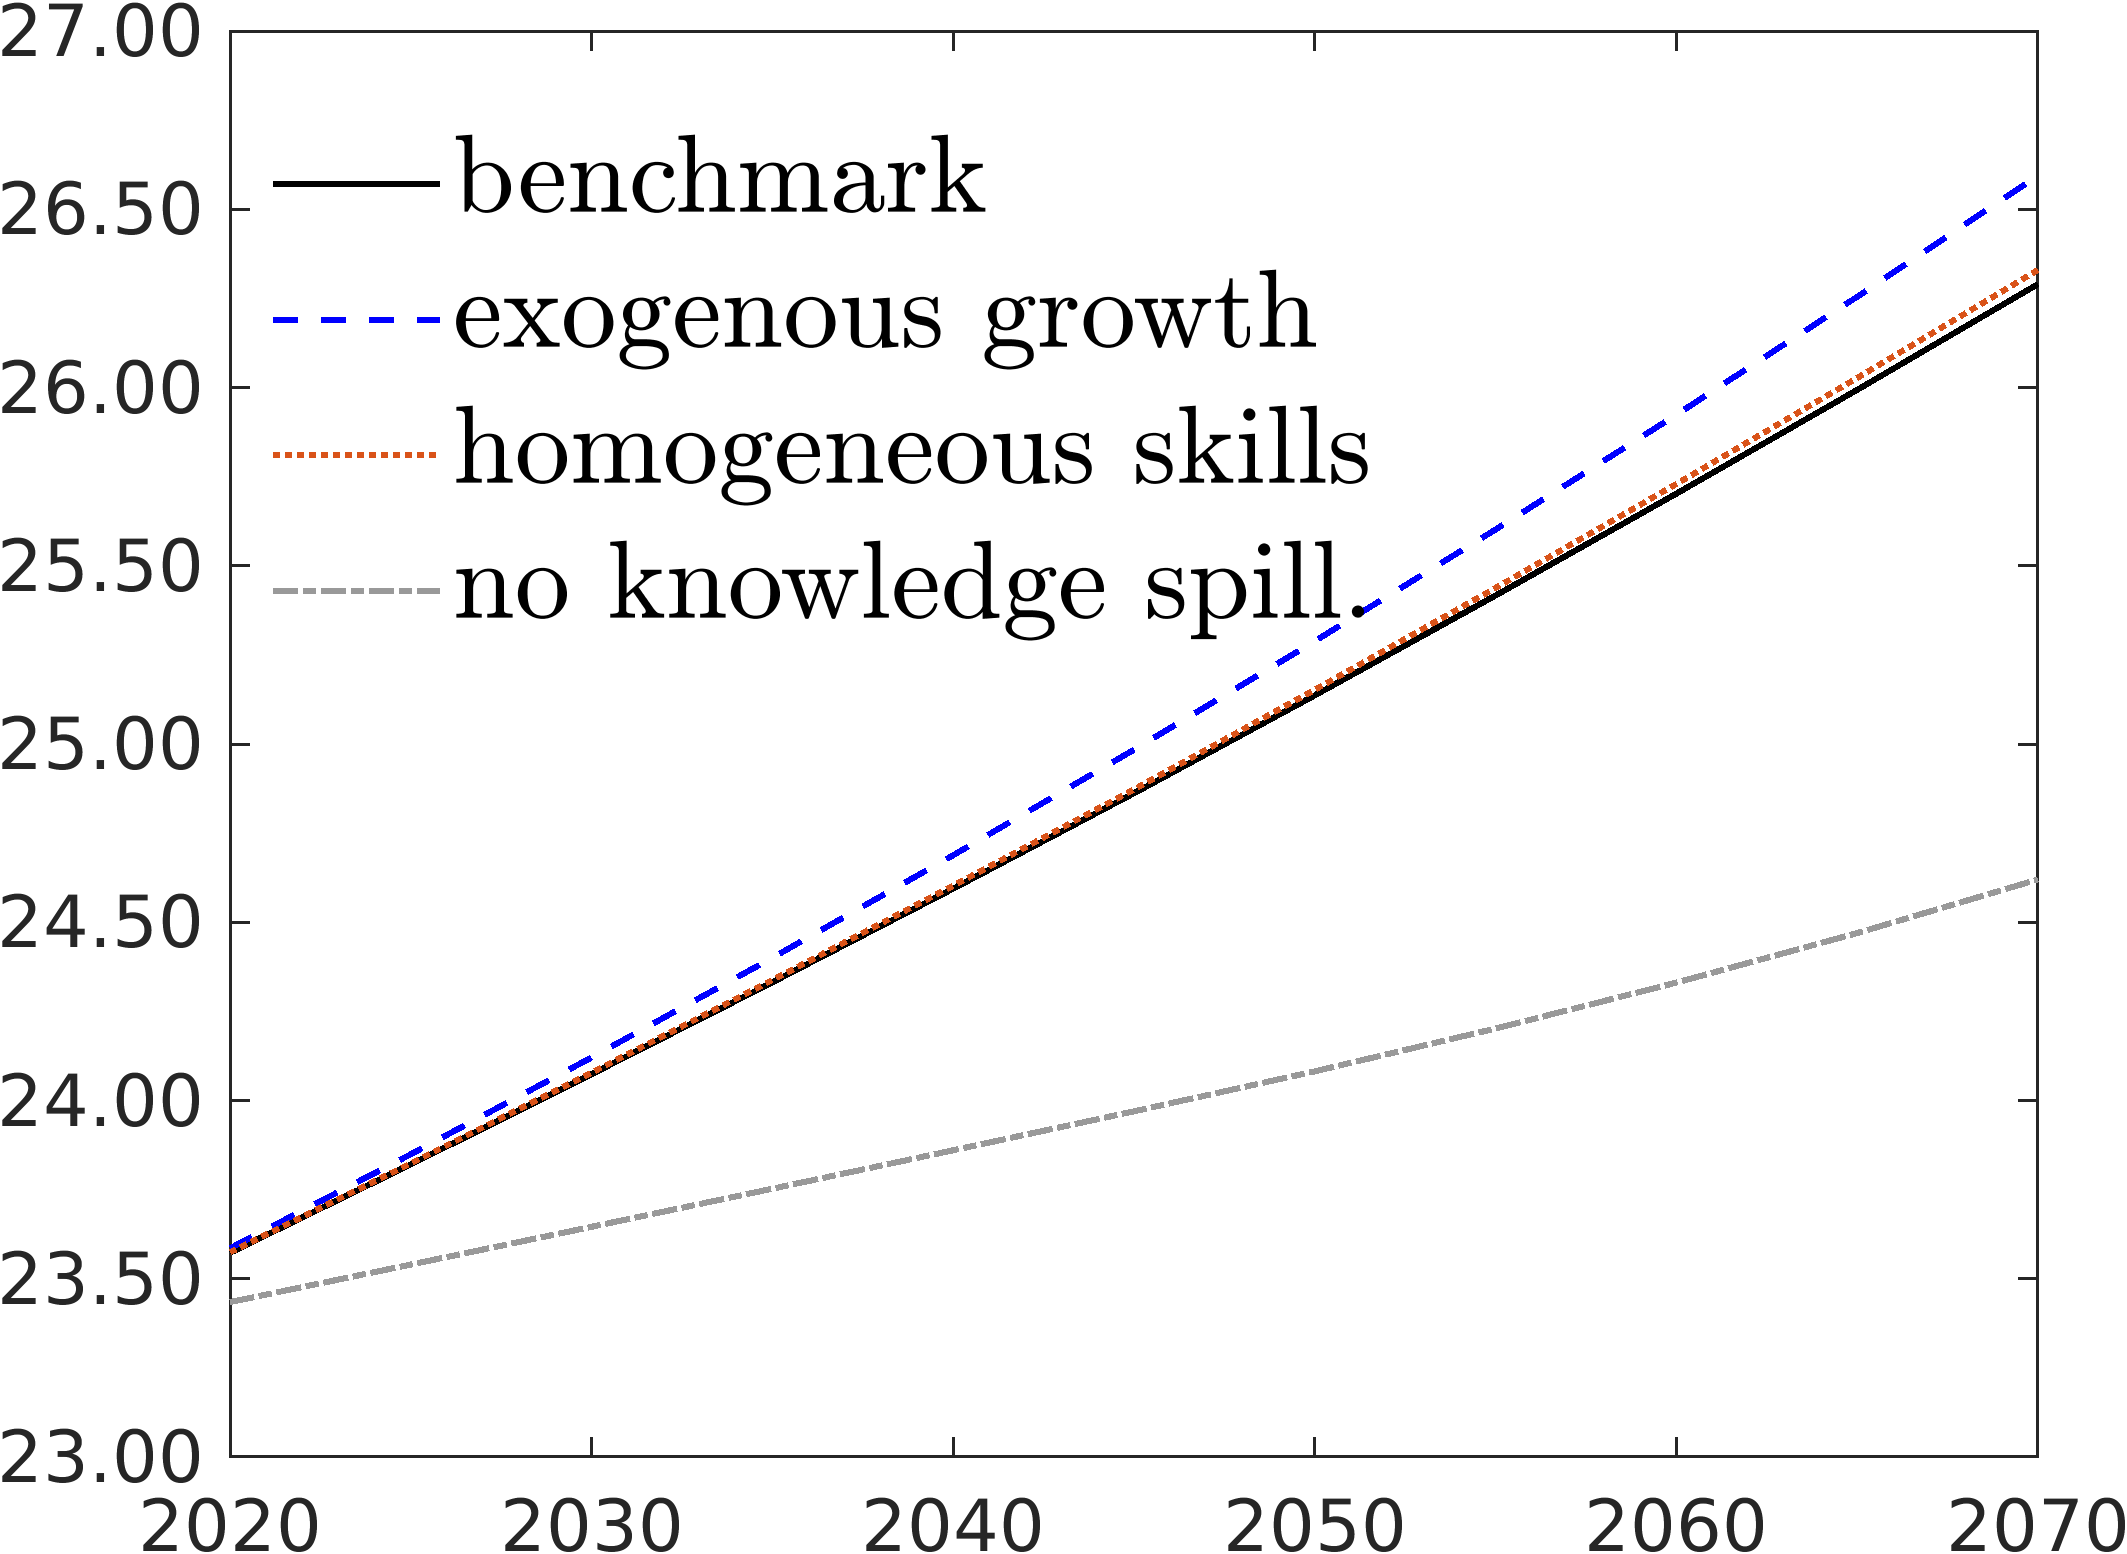 27.00
26.50
26.00
25.50
25.00
24.50
24.00
23.50
23.00
benchmark
exogenous growth
homogeneous skills
no knowledge spill.
2020 2030 2040 2050 2060 2070